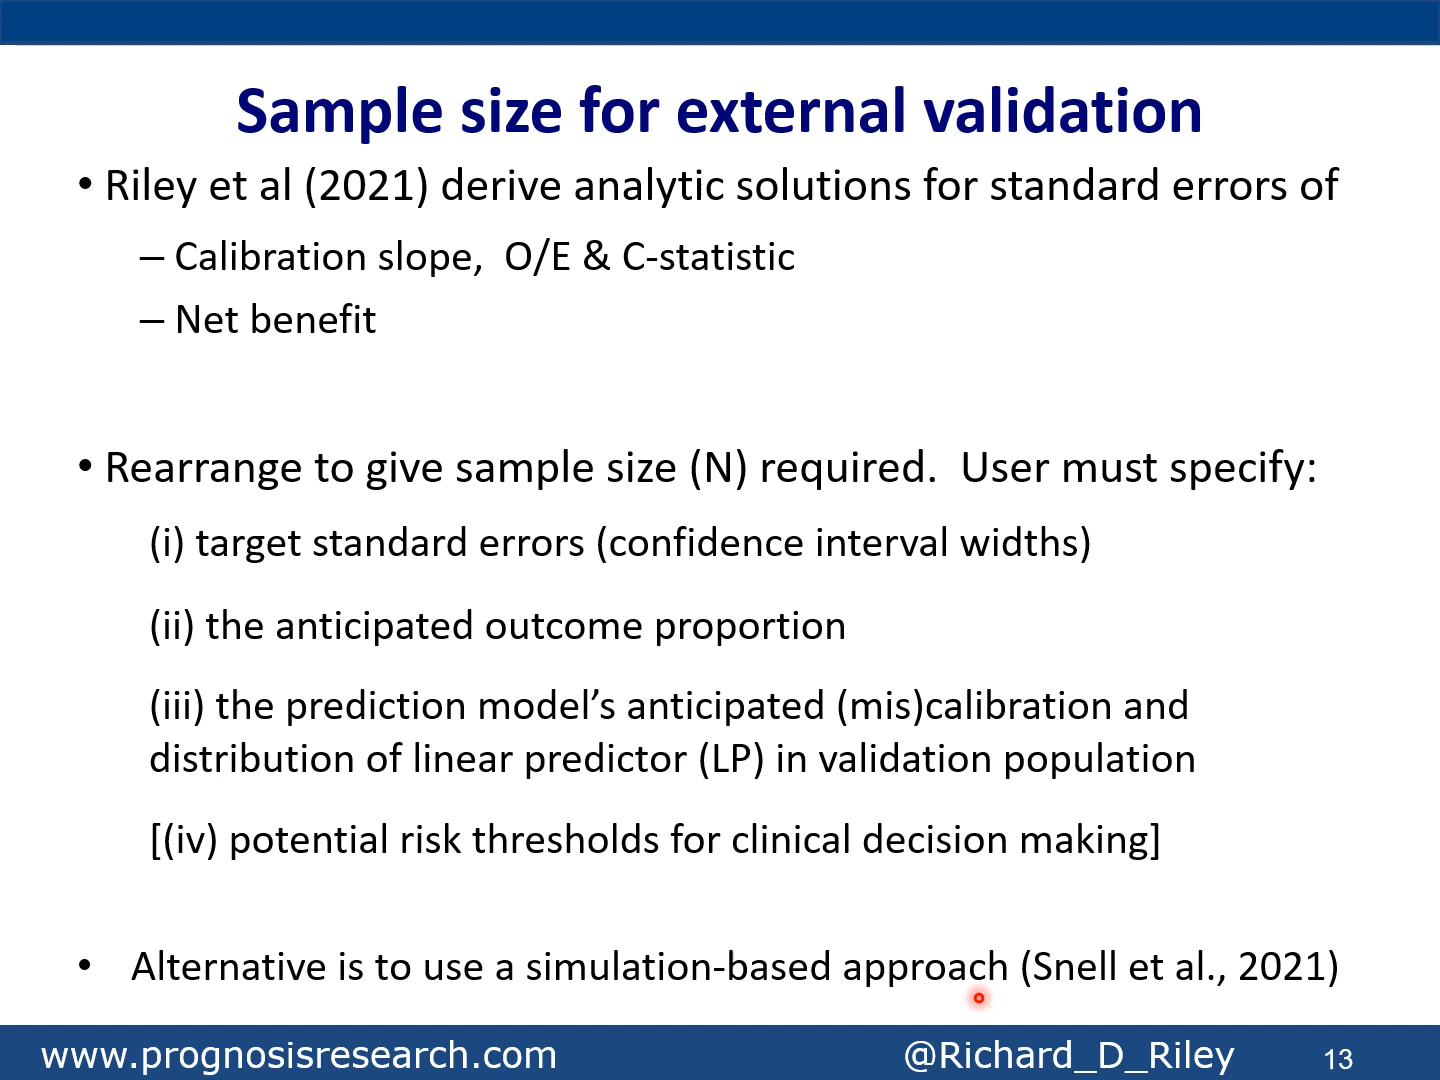 Sample size for external validation
• Riley et al (2021) derive analytic solutions for standard errors of
– Calibration slope,  O/E & C-statistic
– Net benefit
• Rearrange to give sample size (N) required.  User must specify:
(i) target standard errors (confidence interval widths)
(ii) the anticipated outcome proportion
(iii) the prediction model’s anticipated (mis)calibration and
distribution of linear predictor (LP) in validation population
[(iv) potential risk thresholds for clinical decision making]
• Alternative is to use a simulation-based approach (Snell et al., 2021)
www.prognosisresearch.com @Richard_D_Riley 13